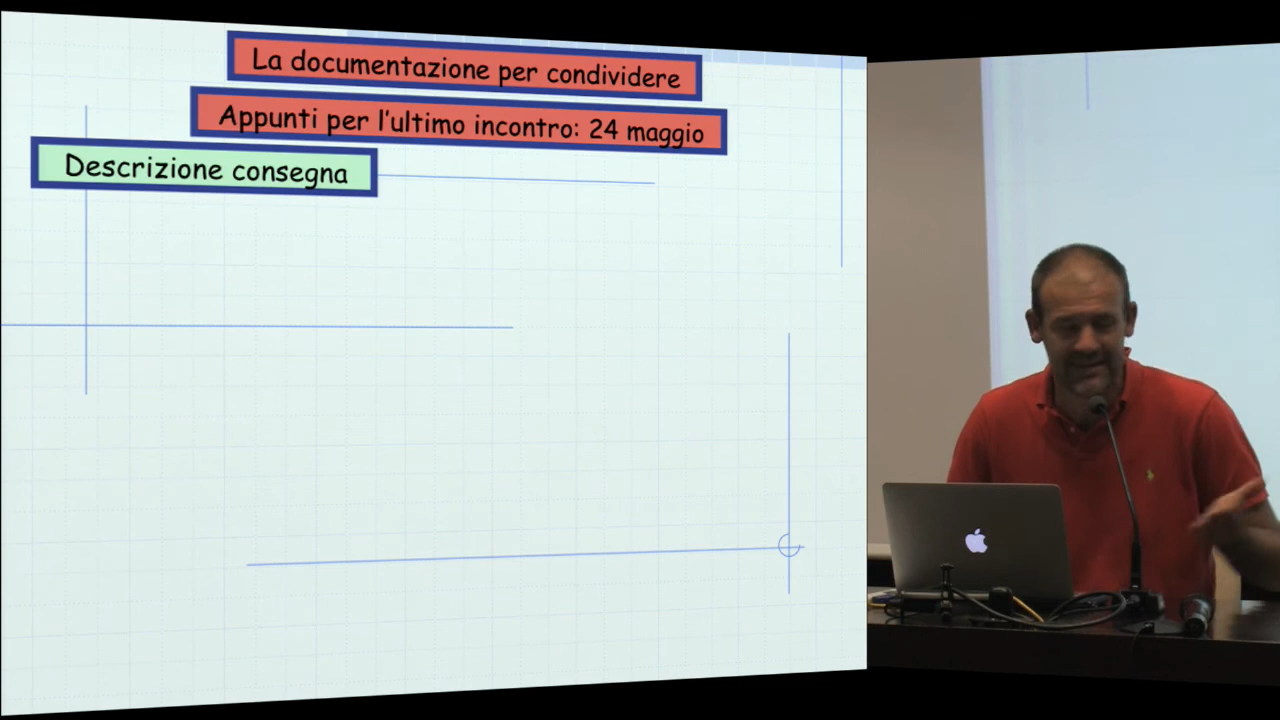 La documentazione per condividere
Appunti per l'ultimo incontro: 24 maggio
Descrizione consegna